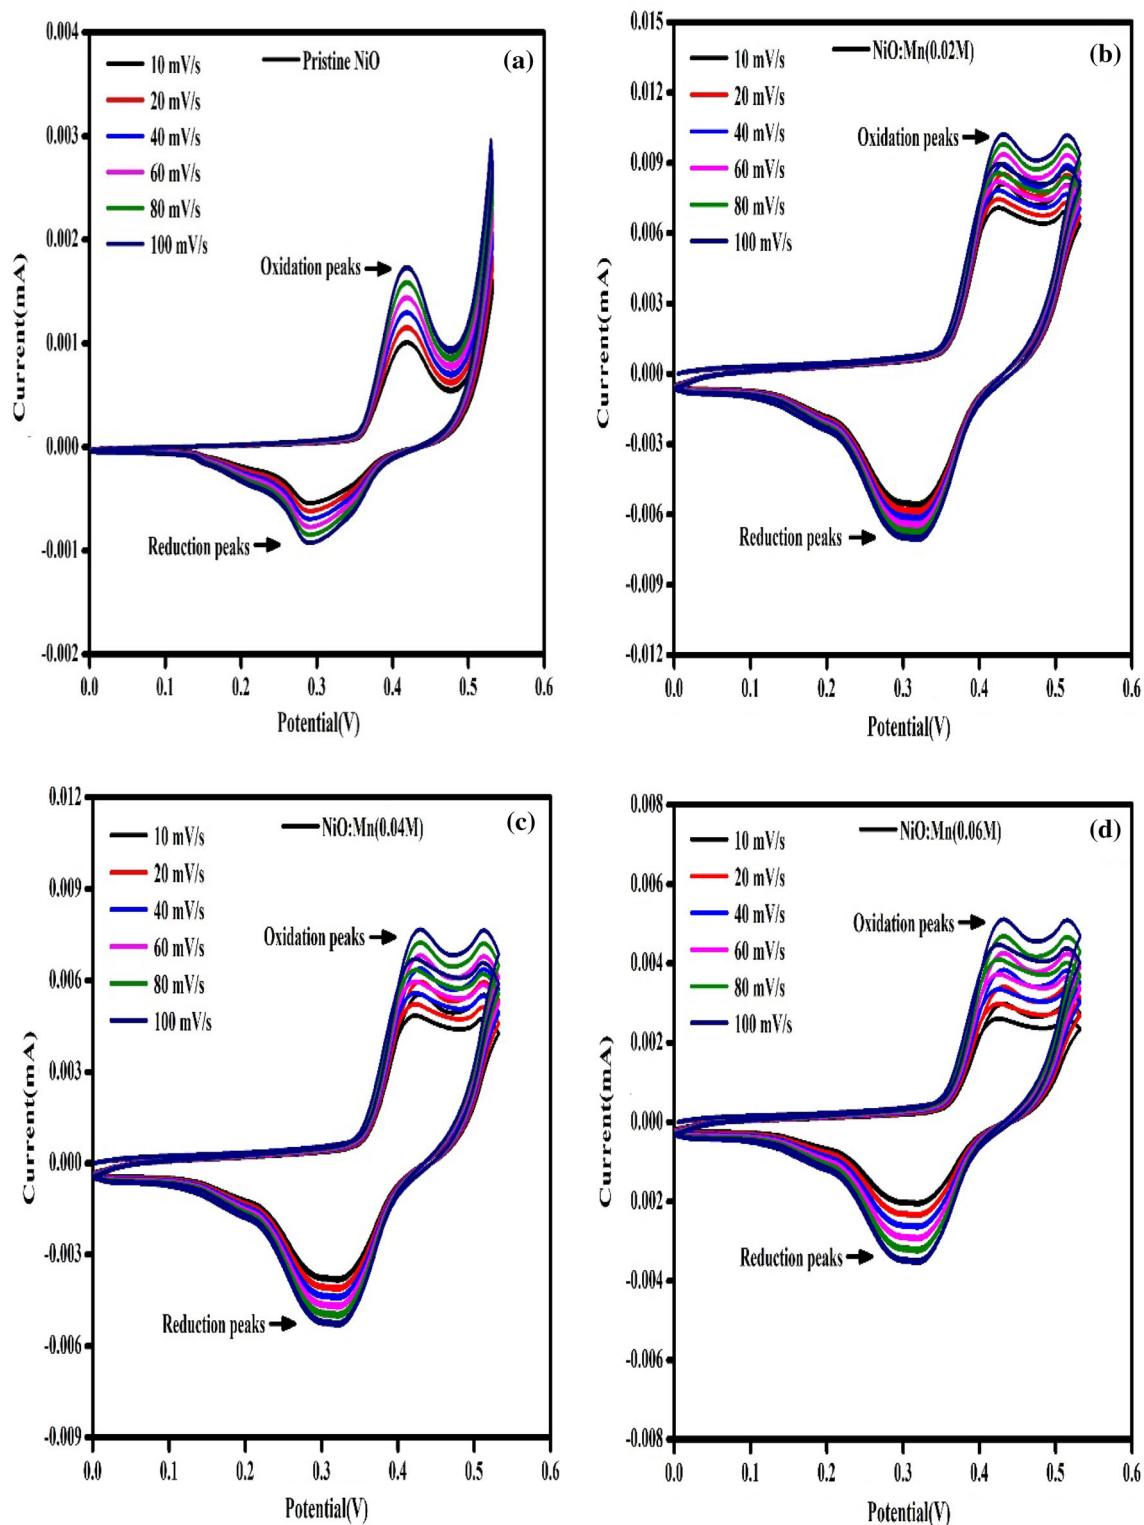 (a)
Pristine NiO
10 mV/s
20 mV/s
40 mV/s
60 mV/s
80 mV/s
100 mV/s
Oxidation peaks
Reduction peaks
Current(mA)
0.004
0.003
0.002
0.001
0.000
-0.001
-0.002
0.0 0.1 0.2 0.3 0.4 0.5 0.6
Potential(V)
(b)
NiO:Mn(0.02M)
10 mV/s
20 mV/s
40 mV/s
60 mV/s
80 mV/s
100 mV/s
Oxidation peaks
Reduction peaks
Current(mA)
0.015
0.012
0.009
0.006
0.003
0.000
-0.003
-0.006
-0.009
-0.012
0.0 0.1 0.2 0.3 0.4 0.5 0.6
Potential(V)
(c)
NiO:Mn(0.04M)
10 mV/s
20 mV/s
40 mV/s
60 mV/s
80 mV/s
100 mV/s
Oxidation peaks
Reduction peaks
Current(mA)
0.012
0.009
0.006
0.003
0.000
-0.003
-0.006
-0.009
0.0 0.1 0.2 0.3 0.4 0.5 0.6
Potential(V)
(d)
NiO:Mn(0.06M)
10 mV/s
20 mV/s
40 mV/s
60 mV/s
80 mV/s
100 mV/s
Oxidation peaks
Reduction peaks
Current(mA)
0.008
0.006
0.004
0.002
0.000
0.002
-0.004
-0.006
-0.008
0.0 0.1 0.2 0.3 0.4 0.5 0.6
Potential(V)